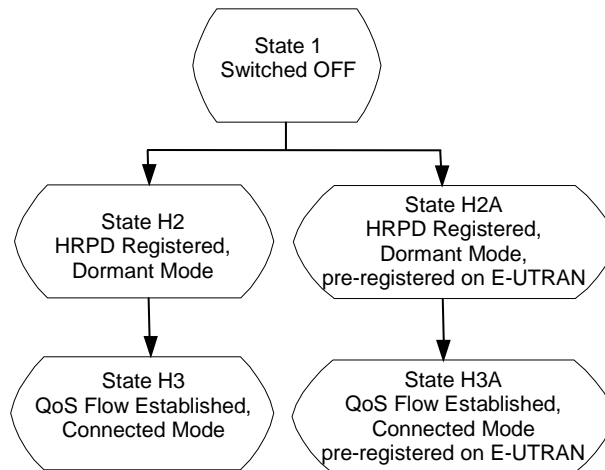 State 1
Switched OFF
State H2
HRPD Registered,
Dormant Mode
State H2A
HRPD Registered,
Dormant Mode,
pre-registered on E-UTRAN
State H3
QoS Flow Established,
Connected Mode
State H3A
QoS Flow Established,
Connected Mode
pre-registered on E-UTRAN